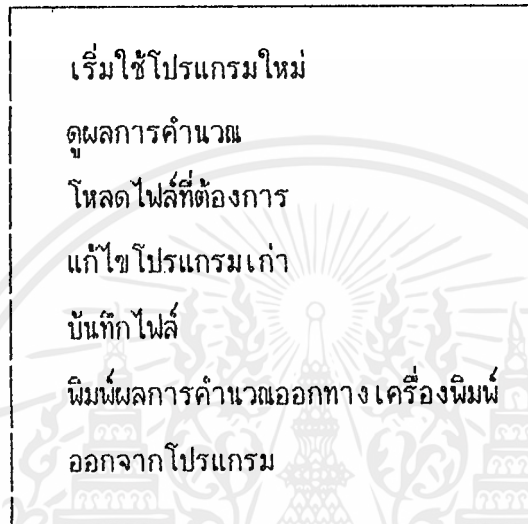 เริ่มใช้โปรแกรมใหม่
ดูผลการคำนวณ
โหลดไฟล์ที่ต้องการ
แก้ไขโปรแกรมเก่า
บันทึกไฟล์
พิมพ์ผลการคำนวณออกทางเครื่องพิมพ์
ออกจากโปรแกรม